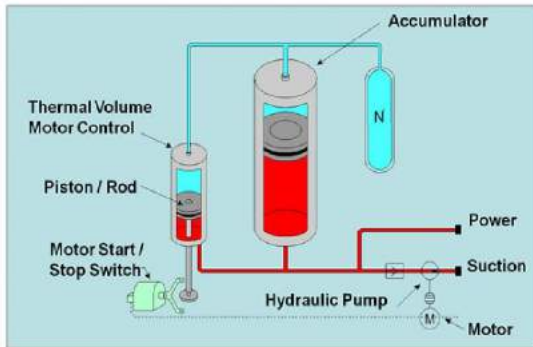 Accumulator
Thermal Volume
Motor Control
N
Piston / Rod
Motor Start /
Stop Switch
Power
Suction
Hydraulic Pump
M
Motor